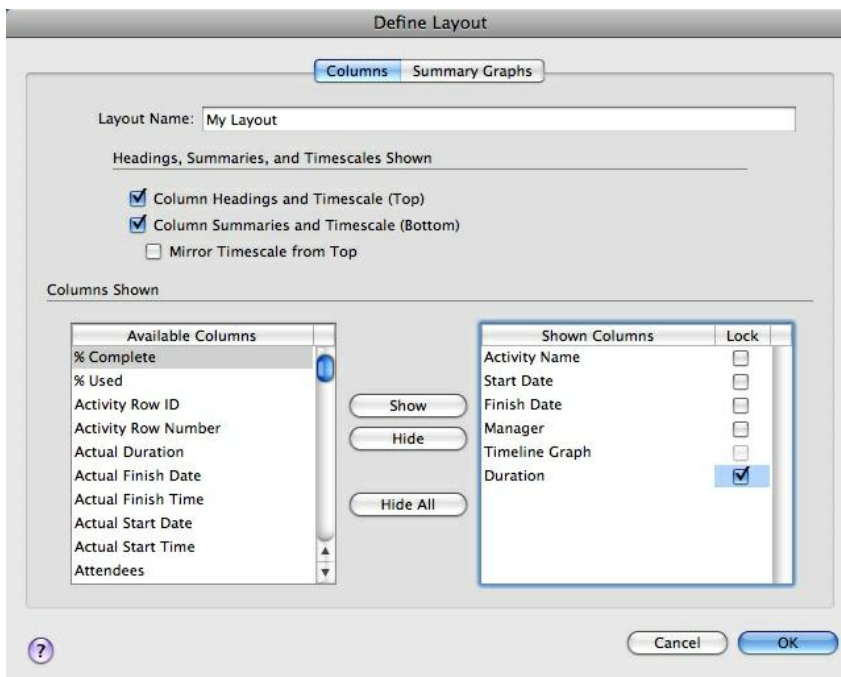 Define Layout
Columns Summary Graphs
Layout Name: My Layout
Headings, Summaries, and Timescales Shown
Column Headings and Timescale (Top)
Column Summaries and Timescale (Bottom)
Mirror Timescale from Top
Columns Shown
Available Columns
% Complete
% Used
Activity Row ID
Activity Row Number
Actual Duration
Actual Finish Date
Actual Finish Time
Actual Start Date
Actual Start Time
Attendees
Show
Hide
Hide All
Shown Columns Lock
Activity Name
Start Date
Finish Date
Manager
Timeline Graph
Duration
?
Cancel OK